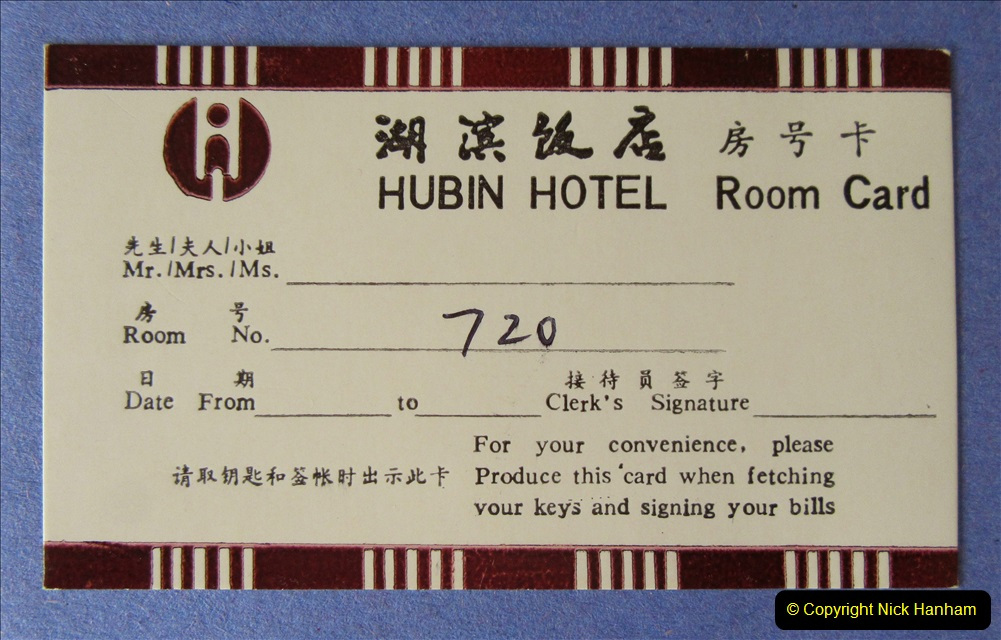 湖滨饭店 房号卡
HUBIN HOTEL Room Card
先生/夫人/小姐
Mr./Mrs./Ms.
房 号
Room No. 720
日 期 接待员签字
Date From to Clerk's Signature
For your convenience, please
请取钥匙和签帐时出示此卡 Produce this card when fetching
your keys and signing your bills
© Copyright Nick Hanham